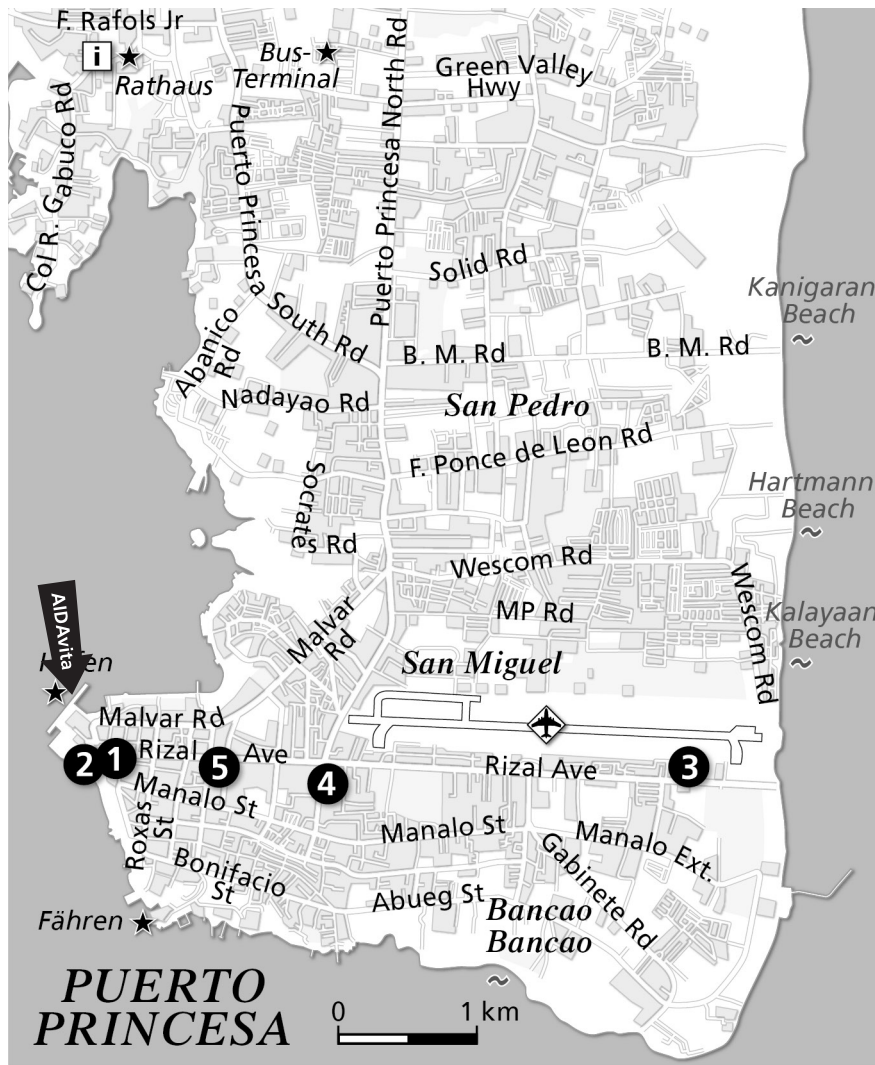 F. Rafols Jr
i
Rathaus
Bus-
Terminal
Green Valley
Hwy
Col R. Gabuco Rd
Puerto Princesa
South Rd
Puerto Princesa North Rd
Solid Rd
Kanigaran
Beach
Abanico
Rd
B. M. Rd
B. M. Rd
Nadayao Rd
San Pedro
F. Ponce de Leon Rd
Socrate
s Rd
Hartmann
Beach
Wescom Rd
Wescom Rd
MP Rd
Kalayaan
Beach
AIDAvita
Hafen
Malvar
Rd
San Miguel
Malvar Rd
2
1
Rizal
5
Ave
4
Rizal Ave
3
Manalo St
Roxas
St
Manalo St
Manalo Ext.
Bonifacio
St
Gabinete Rd
Abueg St
Bancao
Bancao
Fähren
PUERTO
PRINCESA
0
1 km